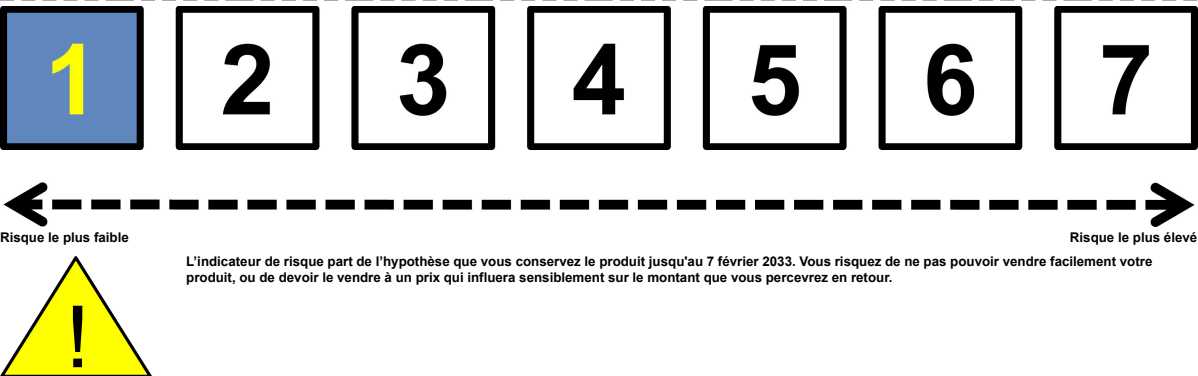 1 2 3 4 5 6 7
Risque le plus faible Risque le plus élevé
L'indicateur de risque part de l'hypothèse que vous conservez le produit jusqu'au 7 février 2033. Vous risquez de ne pas pouvoir vendre facilement votre
produit, ou de devoir le vendre à un prix qui influera sensiblement sur le montant que vous percevrez en retour.
!